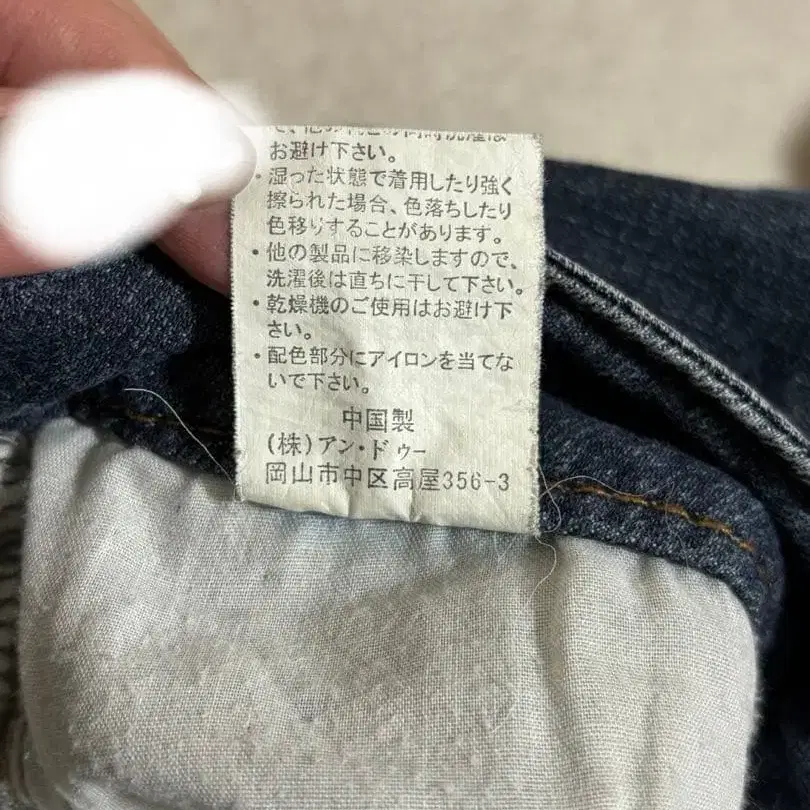 お避け下さい。
・湿った状態で着用したり強く
擦られた場合、色落ちしたり
色移りすることがあります。
・他の製品に移染しますので、
洗濯後は直ちに干して下さい。
・乾燥機のご使用はお避け下
さい。
・配色部分にアイロンを当てな
いで下さい。
中国製
(株)アン・ドゥー
岡山市中区高屋356-3